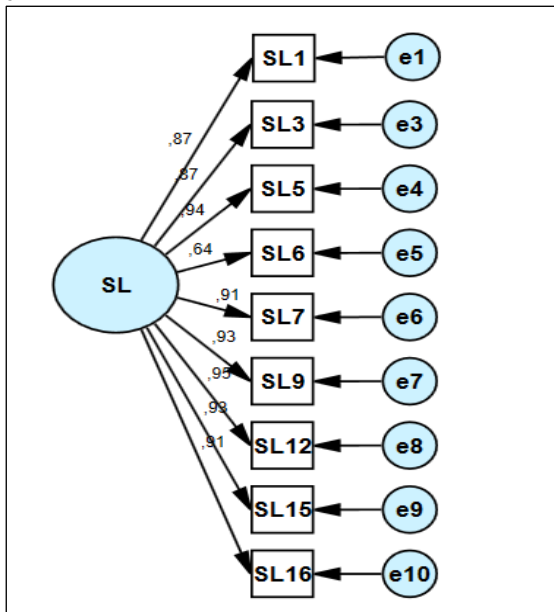 SL1 e1
,87
SL3 e3
,87
SL5 e4
,94
SL6 e5
,64
SL
SL7 e6
,91
SL9 e7
,93
,95
SL12 e8
,93
SL15 e9
,91
SL16 e10